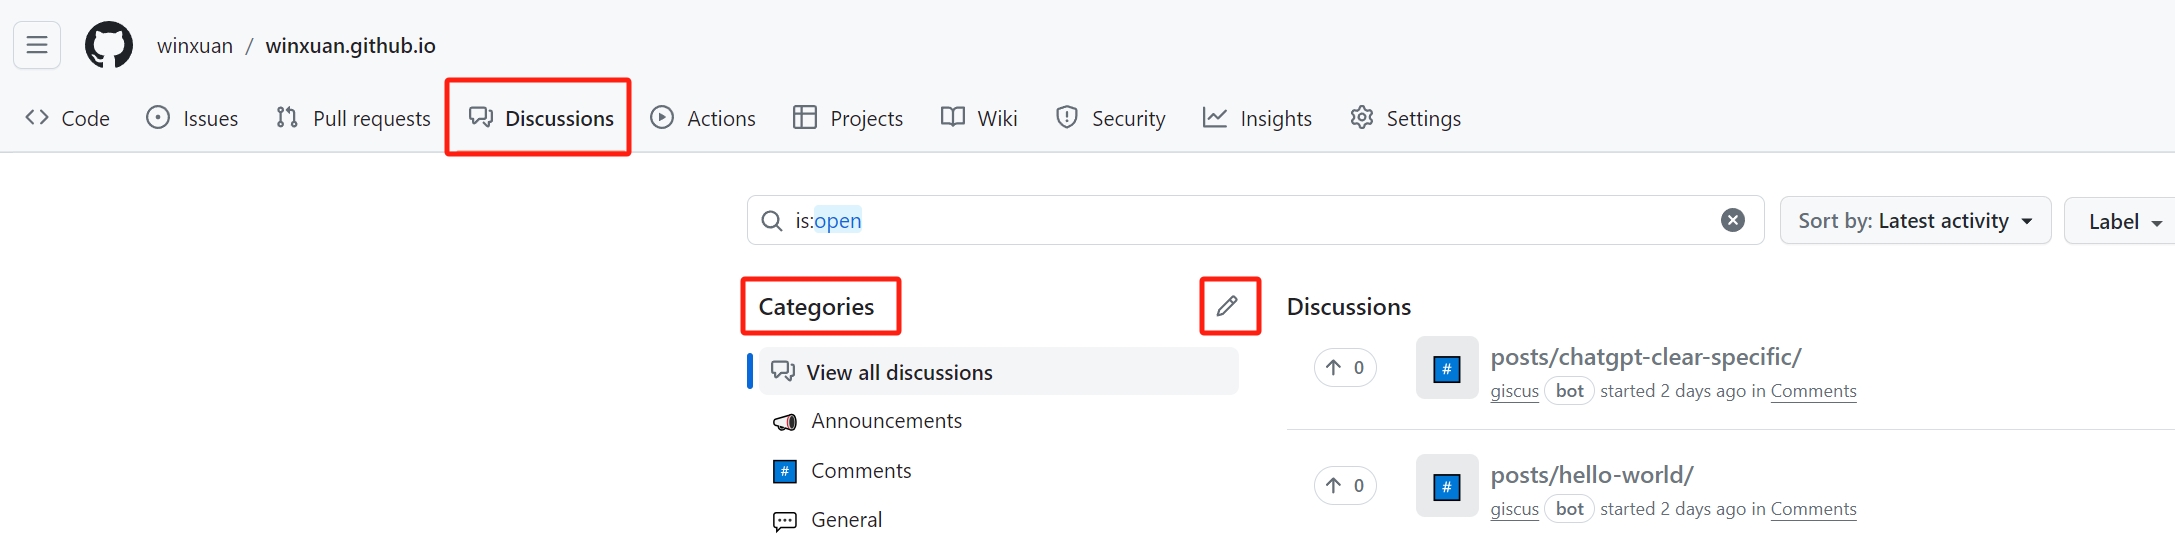 winxuan / winxuan.github.io
Code Issues Pull requests Discussions Actions Projects Wiki Security Insights Settings
is:open
Sort by: Latest activity
Label
Categories
View all discussions
Announcements
# Comments
General
Discussions
0 # posts/chatgpt-clear-specific/
giscus bot started 2 days ago in Comments
0 # posts/hello-world/
giscus bot started 2 days ago in Comments